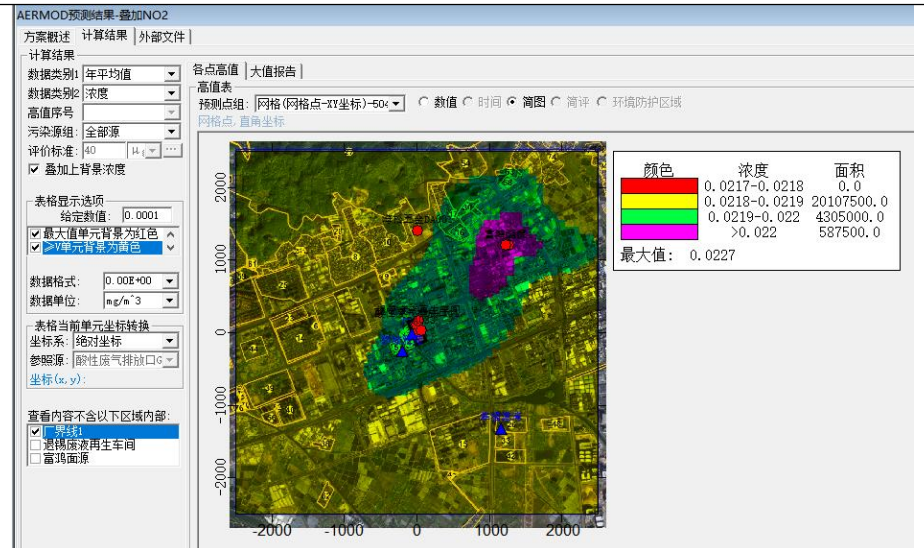 AERMOD预测结果-叠加NO2
方案概述 计算结果 外部文件
计算结果
数据类别1 年平均值
数据类别2 浓度
高值序号
污染源组: 全部源
评价标准: 40
叠加上背景浓度
表格显示选项
给定数值: 0.0001
最大值单元背景为红色
≥V单元背景为黄色
数据格式: 0.00E+00
数据单位: mg/m^3
表格当前单元坐标转换
坐标系: 绝对坐标
参照源: 酸性废气排放口G
坐标(x,y):
查看内容不含以下区域内部:
厂界线1
退锡废液再生车间
富鸿面源
各点高值 大值报告
高值表
预测点组: 网格(网格点-XY坐标)-504 数值 时间 简图 简评 环境防护区域
网格点,直角坐标
2000
1000
0
-1000
-2000
-2000 -1000 0 1000 2000
颜色 浓度 面积
0.0217-0.0218 0.0
0.0218-0.0219 20107500.0
0.0219-0.022 4305000.0
>0.022 587500.0
最大值: 0.0227